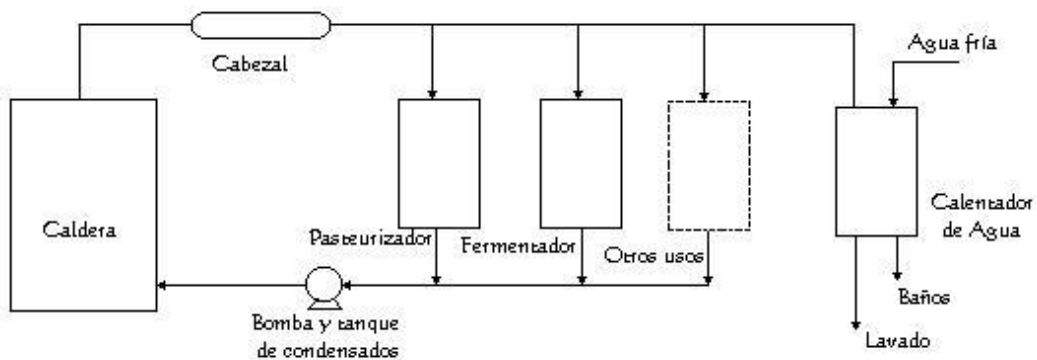 Cabezal
Agua fría
Caldera
Pasteurizador
Fermentador
Otros usos
Calentador
de Agua
Baños
Lavado
Bomba y tanque
de condensados